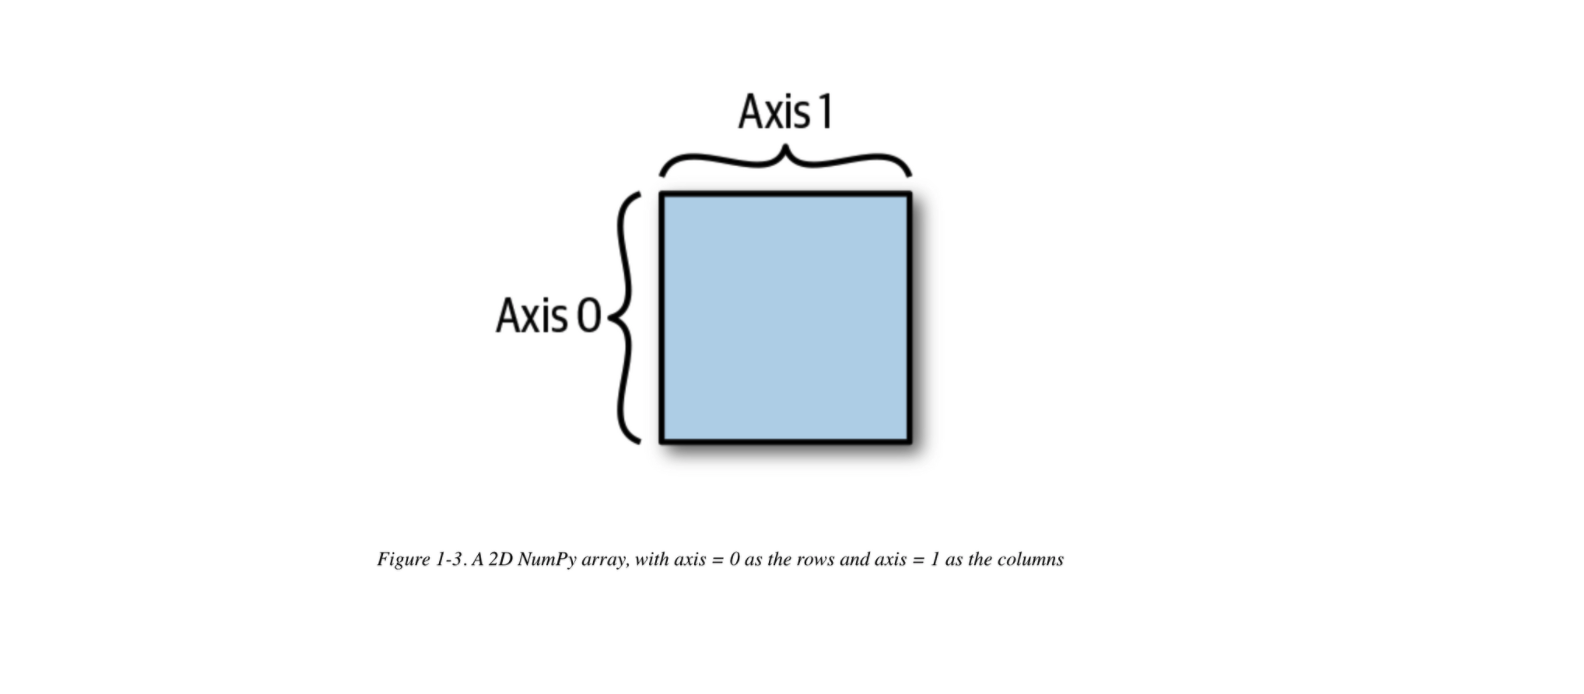 Axis 1
Axis 0
Figure 1-3. A 2D NumPy array, with axis = 0 as the rows and axis = 1 as the columns